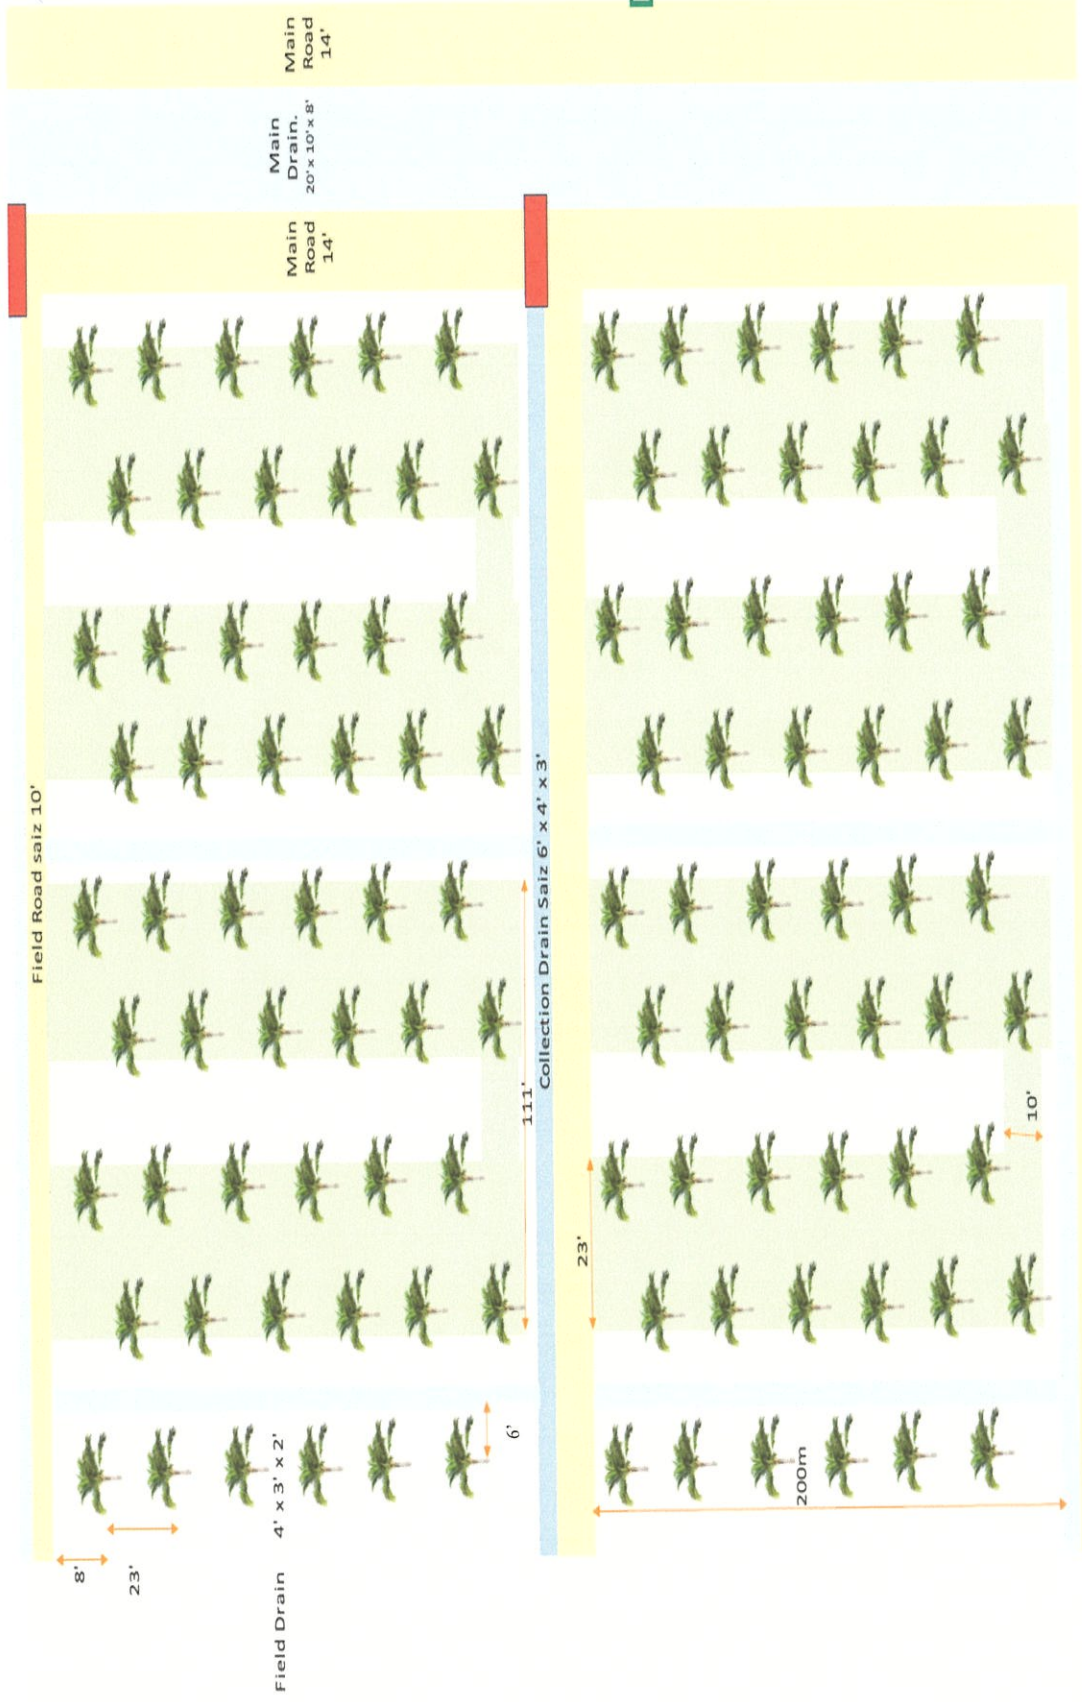 Main
Road
14'
Main
Drain.
20' x 10' x 8'
Main
Road
14'
Field Road saiz 10'
Collection Drain Saiz 6' x 4' x 3'
111'
23'
10'
6'
200m
8'
23'
Field Drain 4' x 3' x 2'